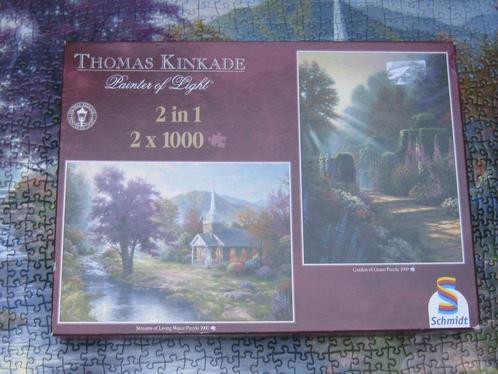 THOMAS KINKADE
Painter of Light™
2 in 1
2 x 1000
Garden of Grace/Puzzle 1000
Streams of Living Water/Puzzle 1000
Schmidt